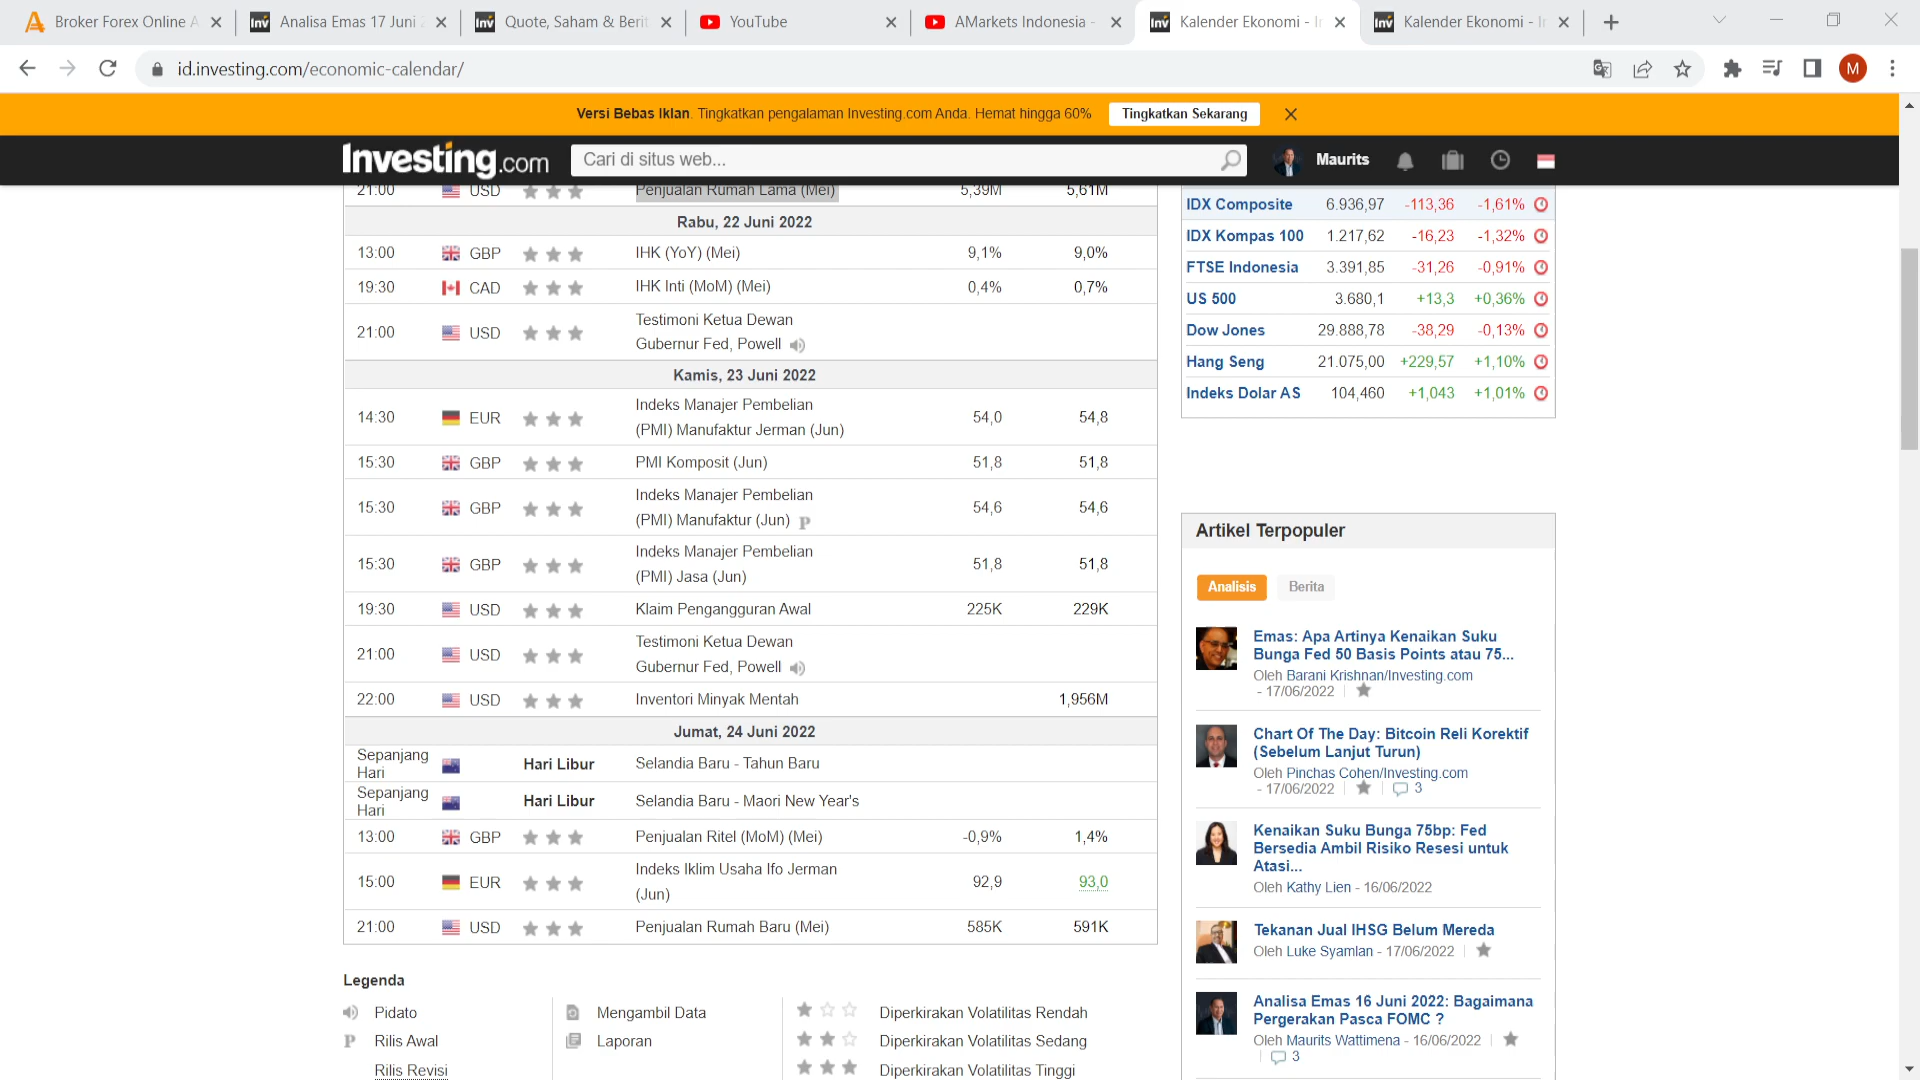 Broker Forex Online A
Analisa Emas 17 Juni 2
Quote, Saham & Berit
YouTube
AMarkets Indonesia -
Kalender Ekonomi - In
Kalender Ekonomi - In
id.investing.com/economic-calendar/
M
Versi Bebas Iklan. Tingkatkan pengalaman Investing.com Anda. Hemat hingga 60%
Tingkatkan Sekarang
Investing.com
Cari di situs web...
Maurits
21:00 USD Penjualan Rumah Lama (Mei) 5,39M 5,61M
Rabu, 22 Juni 2022
13:00 GBP IHK (YoY) (Mei) 9,1% 9,0%
19:30 CAD IHK Inti (MoM) (Mei) 0,4% 0,7%
21:00 USD Testimoni Ketua Dewan
Gubernur Fed, Powell
Kamis, 23 Juni 2022
14:30 EUR Indeks Manajer Pembelian
(PMI) Manufaktur Jerman (Jun) 54,0 54,8
15:30 GBP PMI Komposit (Jun) 51,8 51,8
15:30 GBP Indeks Manajer Pembelian
(PMI) Manufaktur (Jun) P 54,6 54,6
15:30 GBP Indeks Manajer Pembelian
(PMI) Jasa (Jun) 51,8 51,8
19:30 USD Klaim Pengangguran Awal 225K 229K
21:00 USD Testimoni Ketua Dewan
Gubernur Fed, Powell
22:00 USD Inventori Minyak Mentah 1,956M
Jumat, 24 Juni 2022
Sepanjang
Hari Hari Libur Selandia Baru - Tahun Baru
Sepanjang
Hari Hari Libur Selandia Baru - Maori New Year's
13:00 GBP Penjualan Ritel (MoM) (Mei) -0,9% 1,4%
15:00 EUR Indeks Iklim Usaha Ifo Jerman
(Jun) 92,9 93,0
21:00 USD Penjualan Rumah Baru (Mei) 585K 591K
Legenda
Pidato
P Rilis Awal
Rilis Revisi
Mengambil Data
Laporan
Diperkirakan Volatilitas Rendah
Diperkirakan Volatilitas Sedang
Diperkirakan Volatilitas Tinggi
IDX Composite 6.936,97 -113,36 -1,61%
IDX Kompas 100 1.217,62 -16,23 -1,32%
FTSE Indonesia 3.391,85 -31,26 -0,91%
US 500 3.680,1 +13,3 +0,36%
Dow Jones 29.888,78 -38,29 -0,13%
Hang Seng 21.075,00 +229,57 +1,10%
Indeks Dolar AS 104,460 +1,043 +1,01%
Artikel Terpopuler
Analisis Berita
Emas: Apa Artinya Kenaikan Suku
Bunga Fed 50 Basis Points atau 75...
Oleh Barani Krishnan/Investing.com
- 17/06/2022
Chart Of The Day: Bitcoin Reli Korektif
(Sebelum Lanjut Turun)
Oleh Pinchas Cohen/Investing.com
- 17/06/2022 3
Kenaikan Suku Bunga 75bp: Fed
Bersedia Ambil Risiko Resesi untuk
Atasi...
Oleh Kathy Lien - 16/06/2022
Tekanan Jual IHSG Belum Mereda
Oleh Luke Syamlan - 17/06/2022
Analisa Emas 16 Juni 2022: Bagaimana
Pergerakan Pasca FOMC ?
Oleh Maurits Wattimena - 16/06/2022
3